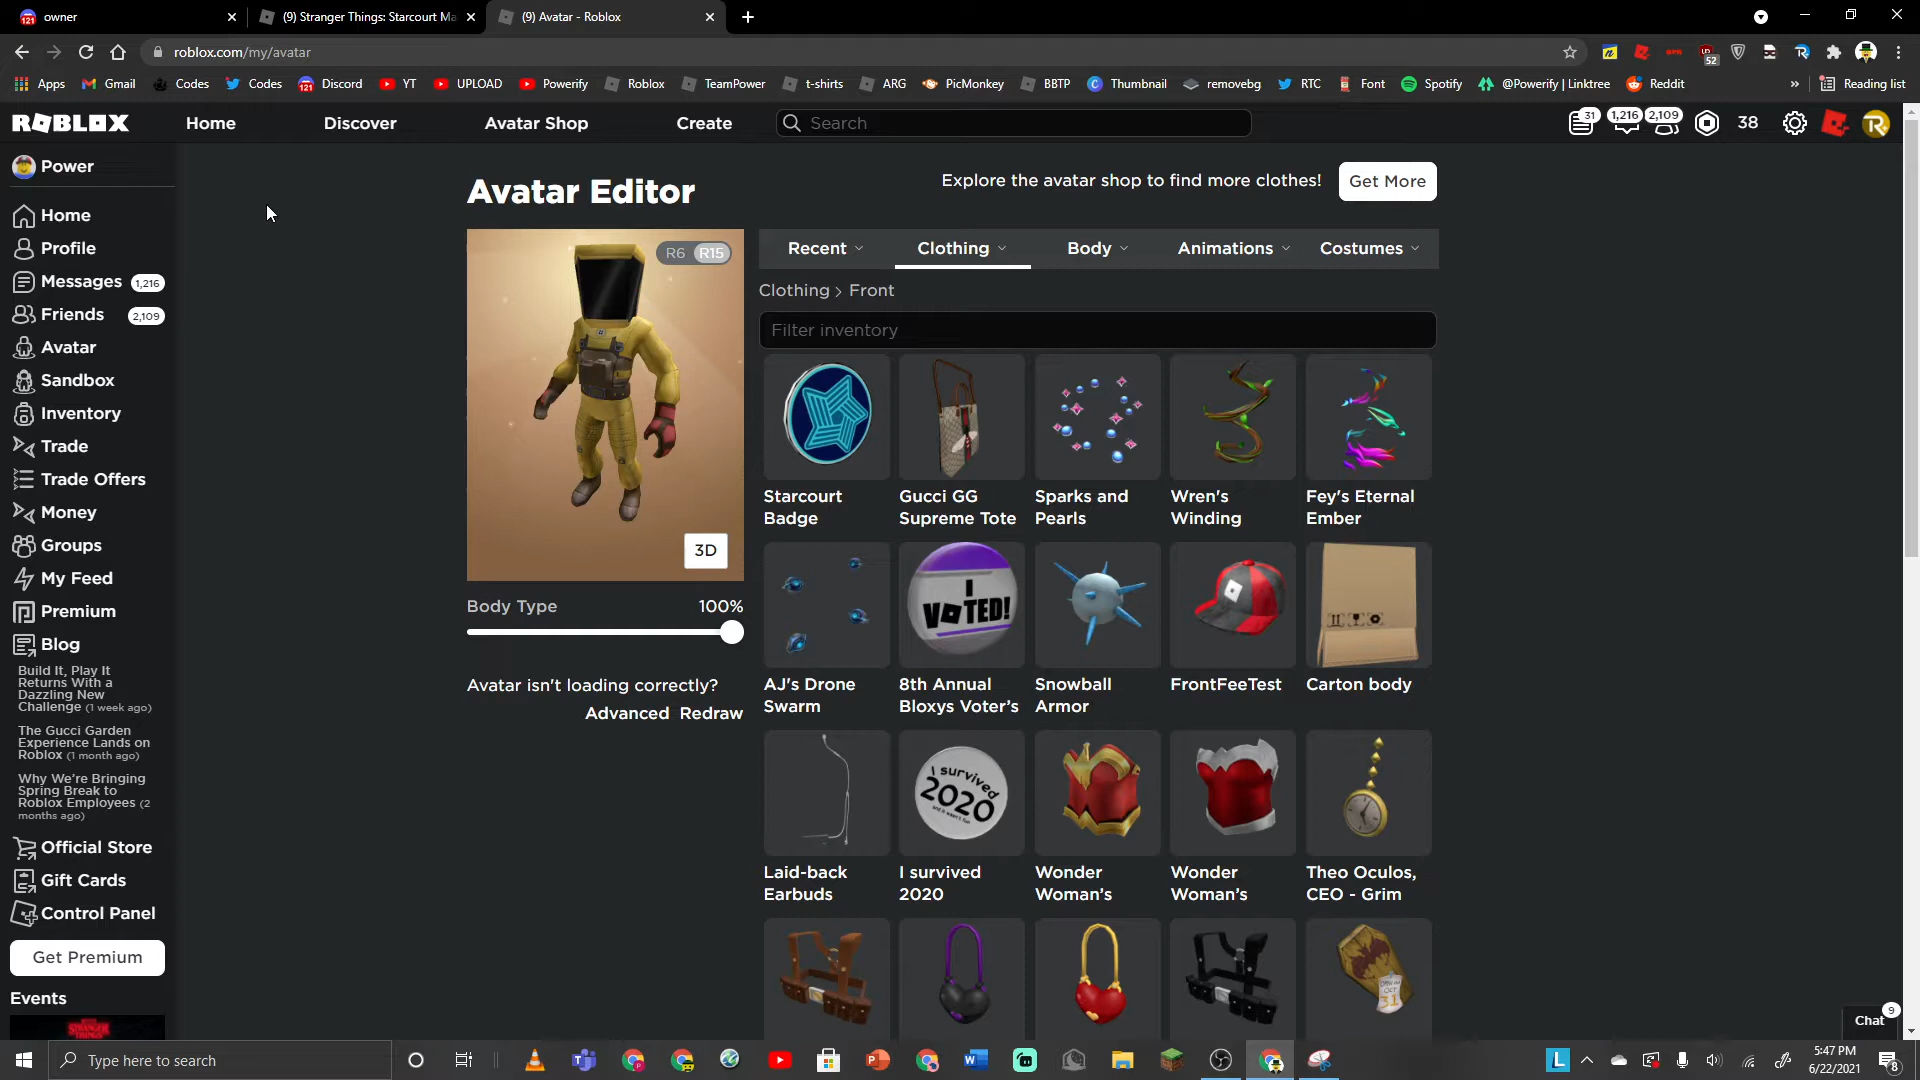 owner
(9) Stranger Things: Starcourt Ma
(9) Avatar - Roblox
roblox.com/my/avatar
52
Apps
Gmail
Codes
Codes
Discord
YT
UPLOAD
Powerify
Roblox
TeamPower
t-shirts
ARG
PicMonkey
BBTP
Thumbnail
removebg
RTC
Font
Spotify
@Powerify | Linktree
Reddit
Reading list
ROBLOX
Home
Discover
Avatar Shop
Create
Search
31
1,216
2,109
38
Power
Home
Profile
Messages 1,216
Friends 2,109
Avatar
Sandbox
Inventory
Trade
Trade Offers
Money
Groups
My Feed
Premium
Blog
Build It, Play It
Returns With a
Dazzling New
Challenge (1 week ago)
The Gucci Garden
Experience Lands on
Roblox (1 month ago)
Why We're Bringing
Spring Break to
Roblox Employees (2
months ago)
Official Store
Gift Cards
Control Panel
Get Premium
Events
STRANGER
THINGS
Avatar Editor
Explore the avatar shop to find more clothes!
Get More
R6 R15
3D
Body Type 100%
Avatar isn't loading correctly?
Advanced Redraw
Recent
Clothing
Body
Animations
Costumes
Clothing > Front
Filter inventory
Starcourt
Badge
Gucci GG
Supreme Tote
Sparks and
Pearls
Wren's
Winding
Fey's Eternal
Ember
I
VOTED!
AJ's Drone
Swarm
8th Annual
Bloxys Voter's
Snowball
Armor
FrontFeeTest
Carton body
I survived
2020
and it wasn't fun
Laid-back
Earbuds
I survived
2020
Wonder
Woman's
Wonder
Woman's
Theo Oculos,
CEO - Grim
OCT
31
Chat
9
Type here to search
5:47 PM
6/22/2021
8